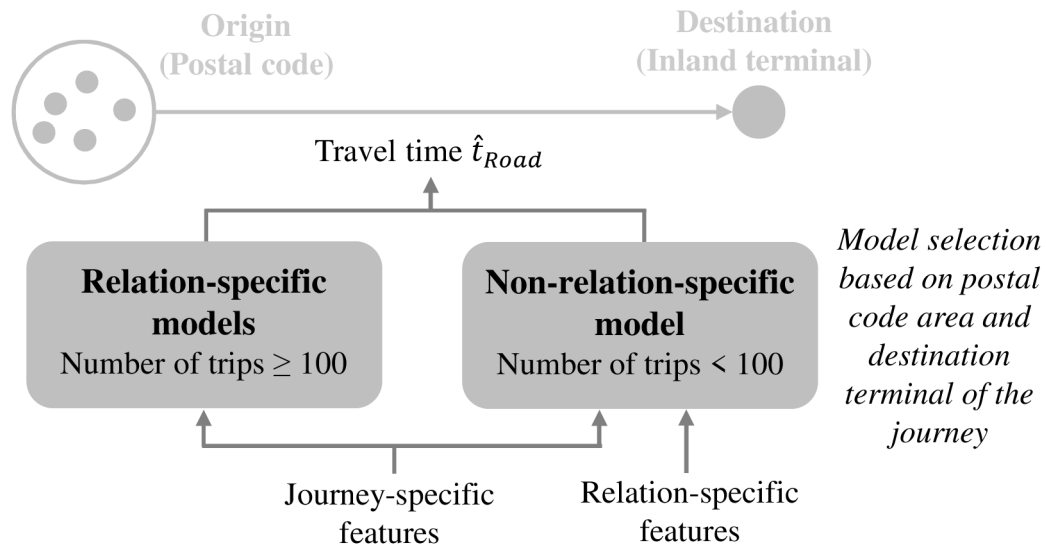 Origin
(Postal code)
Destination
(Inland terminal)
Travel time t̂_Road
Relation-specific
models
Number of trips ≥ 100
Non-relation-specific
model
Number of trips < 100
Model selection
based on postal
code area and
destination
terminal of the
journey
Journey-specific
features
Relation-specific
features